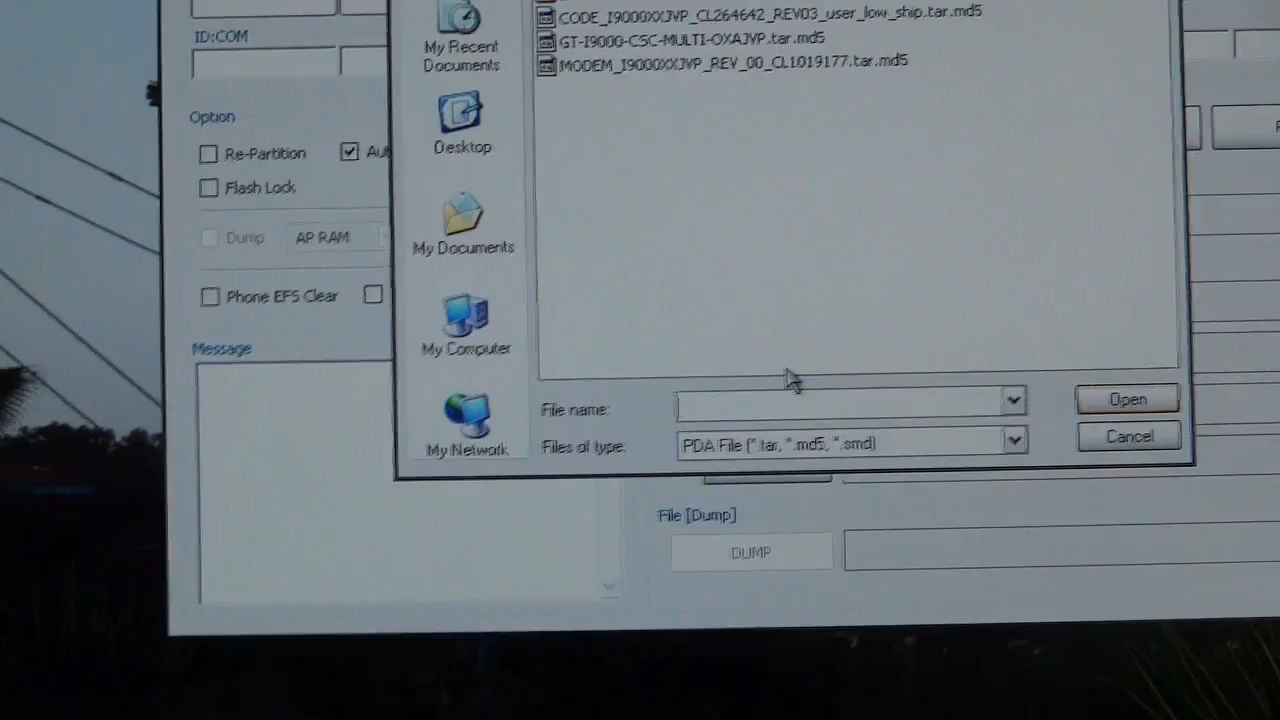 ID:COM
Option
Re-Partition
Flash Lock
Dump
AP RAM
Phone EFS Clear
Message
My Recent
Documents
Desktop
My Documents
My Computer
My Network
CODE_I9000XXJVP_CL264642_REV03_user_low_ship.tar.md5
GT-I9000-CSC-MULTI-OXAJVP.tar.md5
MODEM_I9000XXJVP_REV_00_CL1019177.tar.md5
File name:
Open
Files of type:
PDA File (*.tar, *.md5, *.smd)
Cancel
File [Dump]
DUMP